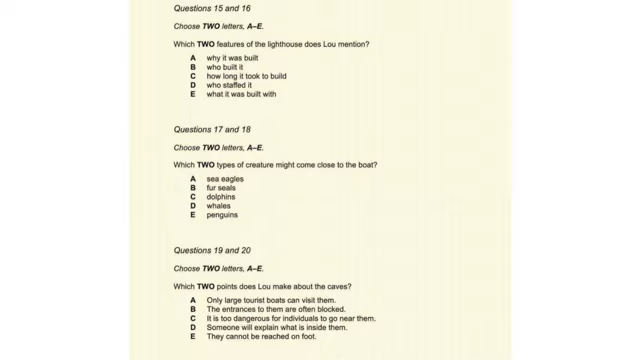 Questions 15 and 16
Choose TWO letters, A–E.
Which TWO features of the lighthouse does Lou mention?
A why it was built
B who built it
C how long it took to build
D who staffed it
E what it was built with
Questions 17 and 18
Choose TWO letters, A–E.
Which TWO types of creature might come close to the boat?
A sea eagles
B fur seals
C dolphins
D whales
E penguins
Questions 19 and 20
Choose TWO letters, A–E.
Which TWO points does Lou make about the caves?
A Only large tourist boats can visit them.
B The entrances to them are often blocked.
C It is too dangerous for individuals to go near them.
D Someone will explain what is inside them.
E They cannot be reached on foot.